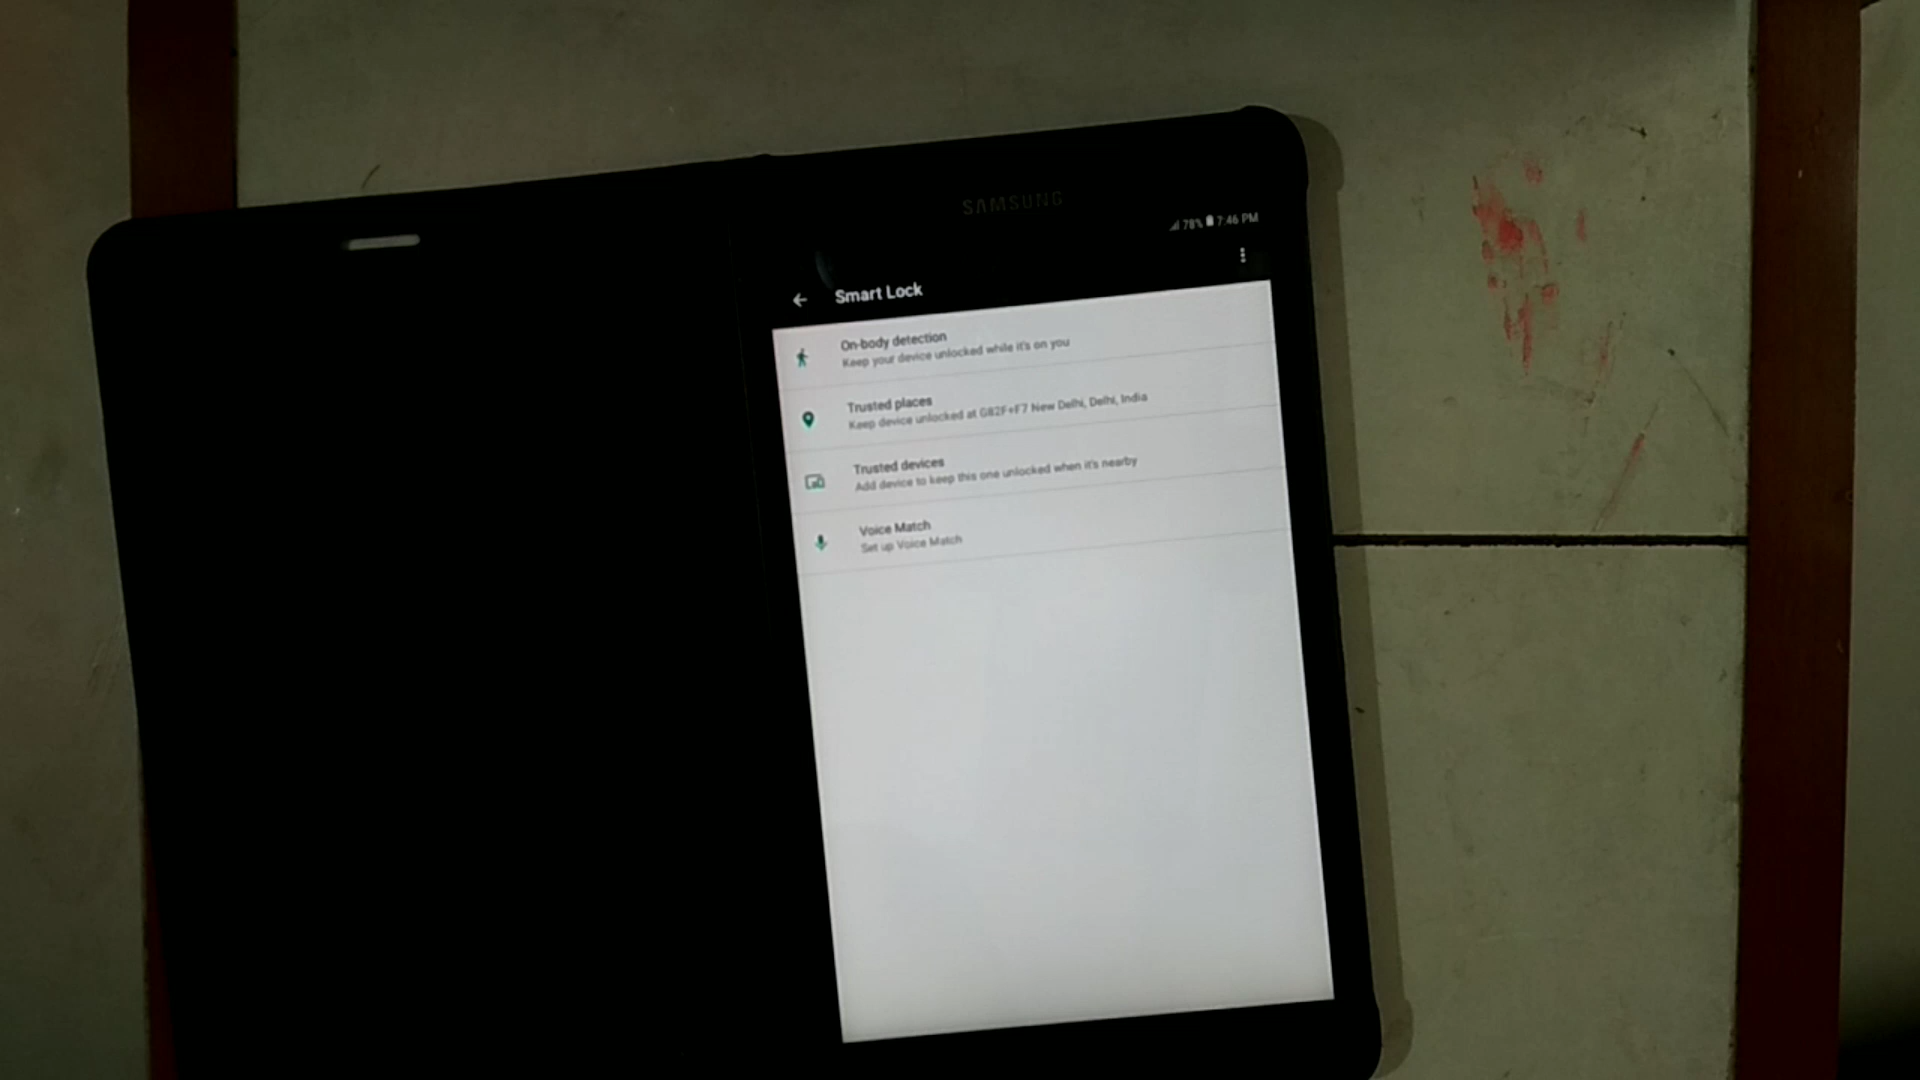 SAMSUNG
78% 7:46 PM
Smart Lock
On-body detection
Keep your device unlocked while it's on you
Trusted places
Keep device unlocked at G82F+F7 New Delhi, Delhi, India
Trusted devices
Add device to keep this one unlocked when it's nearby
Voice Match
Set up Voice Match